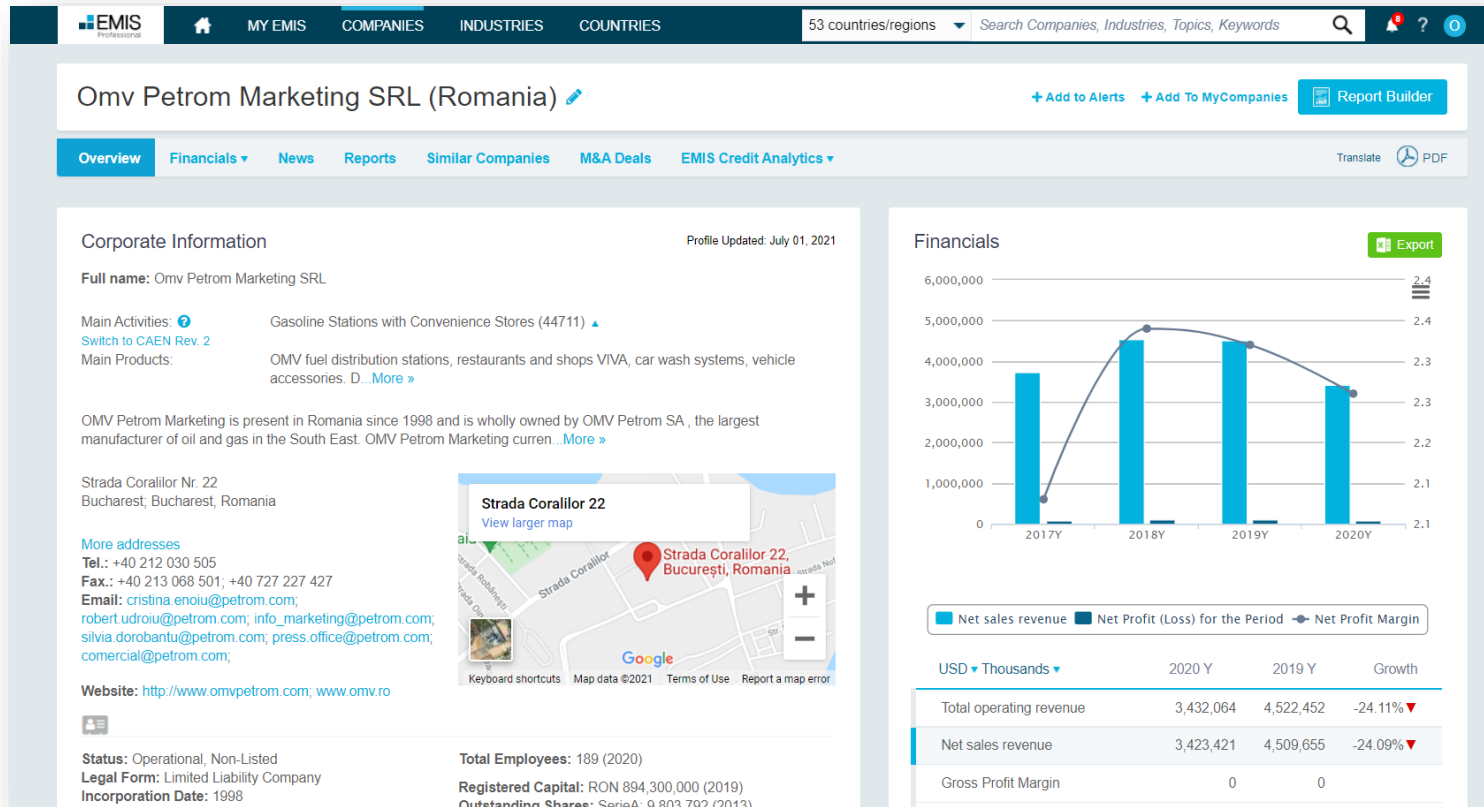 EMIS
Professional
MY EMIS
COMPANIES
INDUSTRIES
COUNTRIES
53 countries/regions
Search Companies, Industries, Topics, Keywords
8
?
O
Omv Petrom Marketing SRL (Romania)
+ Add to Alerts
+ Add To MyCompanies
Report Builder
Overview
Financials ▾
News
Reports
Similar Companies
M&A Deals
EMIS Credit Analytics ▾
Translate
PDF
Corporate Information
Profile Updated: July 01, 2021
Full name: Omv Petrom Marketing SRL
Main Activities: ?
Gasoline Stations with Convenience Stores (44711) ▲
Switch to CAEN Rev. 2
Main Products:
OMV fuel distribution stations, restaurants and shops VIVA, car wash systems, vehicle
accessories. D...More »
OMV Petrom Marketing is present in Romania since 1998 and is wholly owned by OMV Petrom SA , the largest
manufacturer of oil and gas in the South East. OMV Petrom Marketing curren...More »
Strada Coralilor Nr. 22
Bucharest; Bucharest, Romania
More addresses
Tel.: +40 212 030 505
Fax.: +40 213 068 501; +40 727 227 427
Email: cristina.enoiu@petrom.com;
robert.udroiu@petrom.com; info_marketing@petrom.com;
silvia.dorobantu@petrom.com; press.office@petrom.com;
comercial@petrom.com;
Website: http://www.omvpetrom.com; www.omv.ro
Strada Coralilor 22
View larger map
Strada Coralilor 22,
București, Romania
Strada Coralilor
Strada Robănești
+
−
Google
Keyboard shortcuts
Map data ©2021
Terms of Use
Report a map error
Status: Operational, Non-Listed
Legal Form: Limited Liability Company
Incorporation Date: 1998
Total Employees: 189 (2020)
Registered Capital: RON 894,300,000 (2019)
Outstanding Shares: SerieA: 9,803,792 (2013)
Financials
Export
6,000,000
5,000,000
4,000,000
3,000,000
2,000,000
1,000,000
0
2.4
2.4
2.3
2.3
2.2
2.1
2.1
2017Y
2018Y
2019Y
2020Y
Net sales revenue
Net Profit (Loss) for the Period
Net Profit Margin
USD ▾ Thousands ▾ 2020 Y 2019 Y Growth
Total operating revenue 3,432,064 4,522,452 -24.11%▼
Net sales revenue 3,423,421 4,509,655 -24.09%▼
Gross Profit Margin 0 0